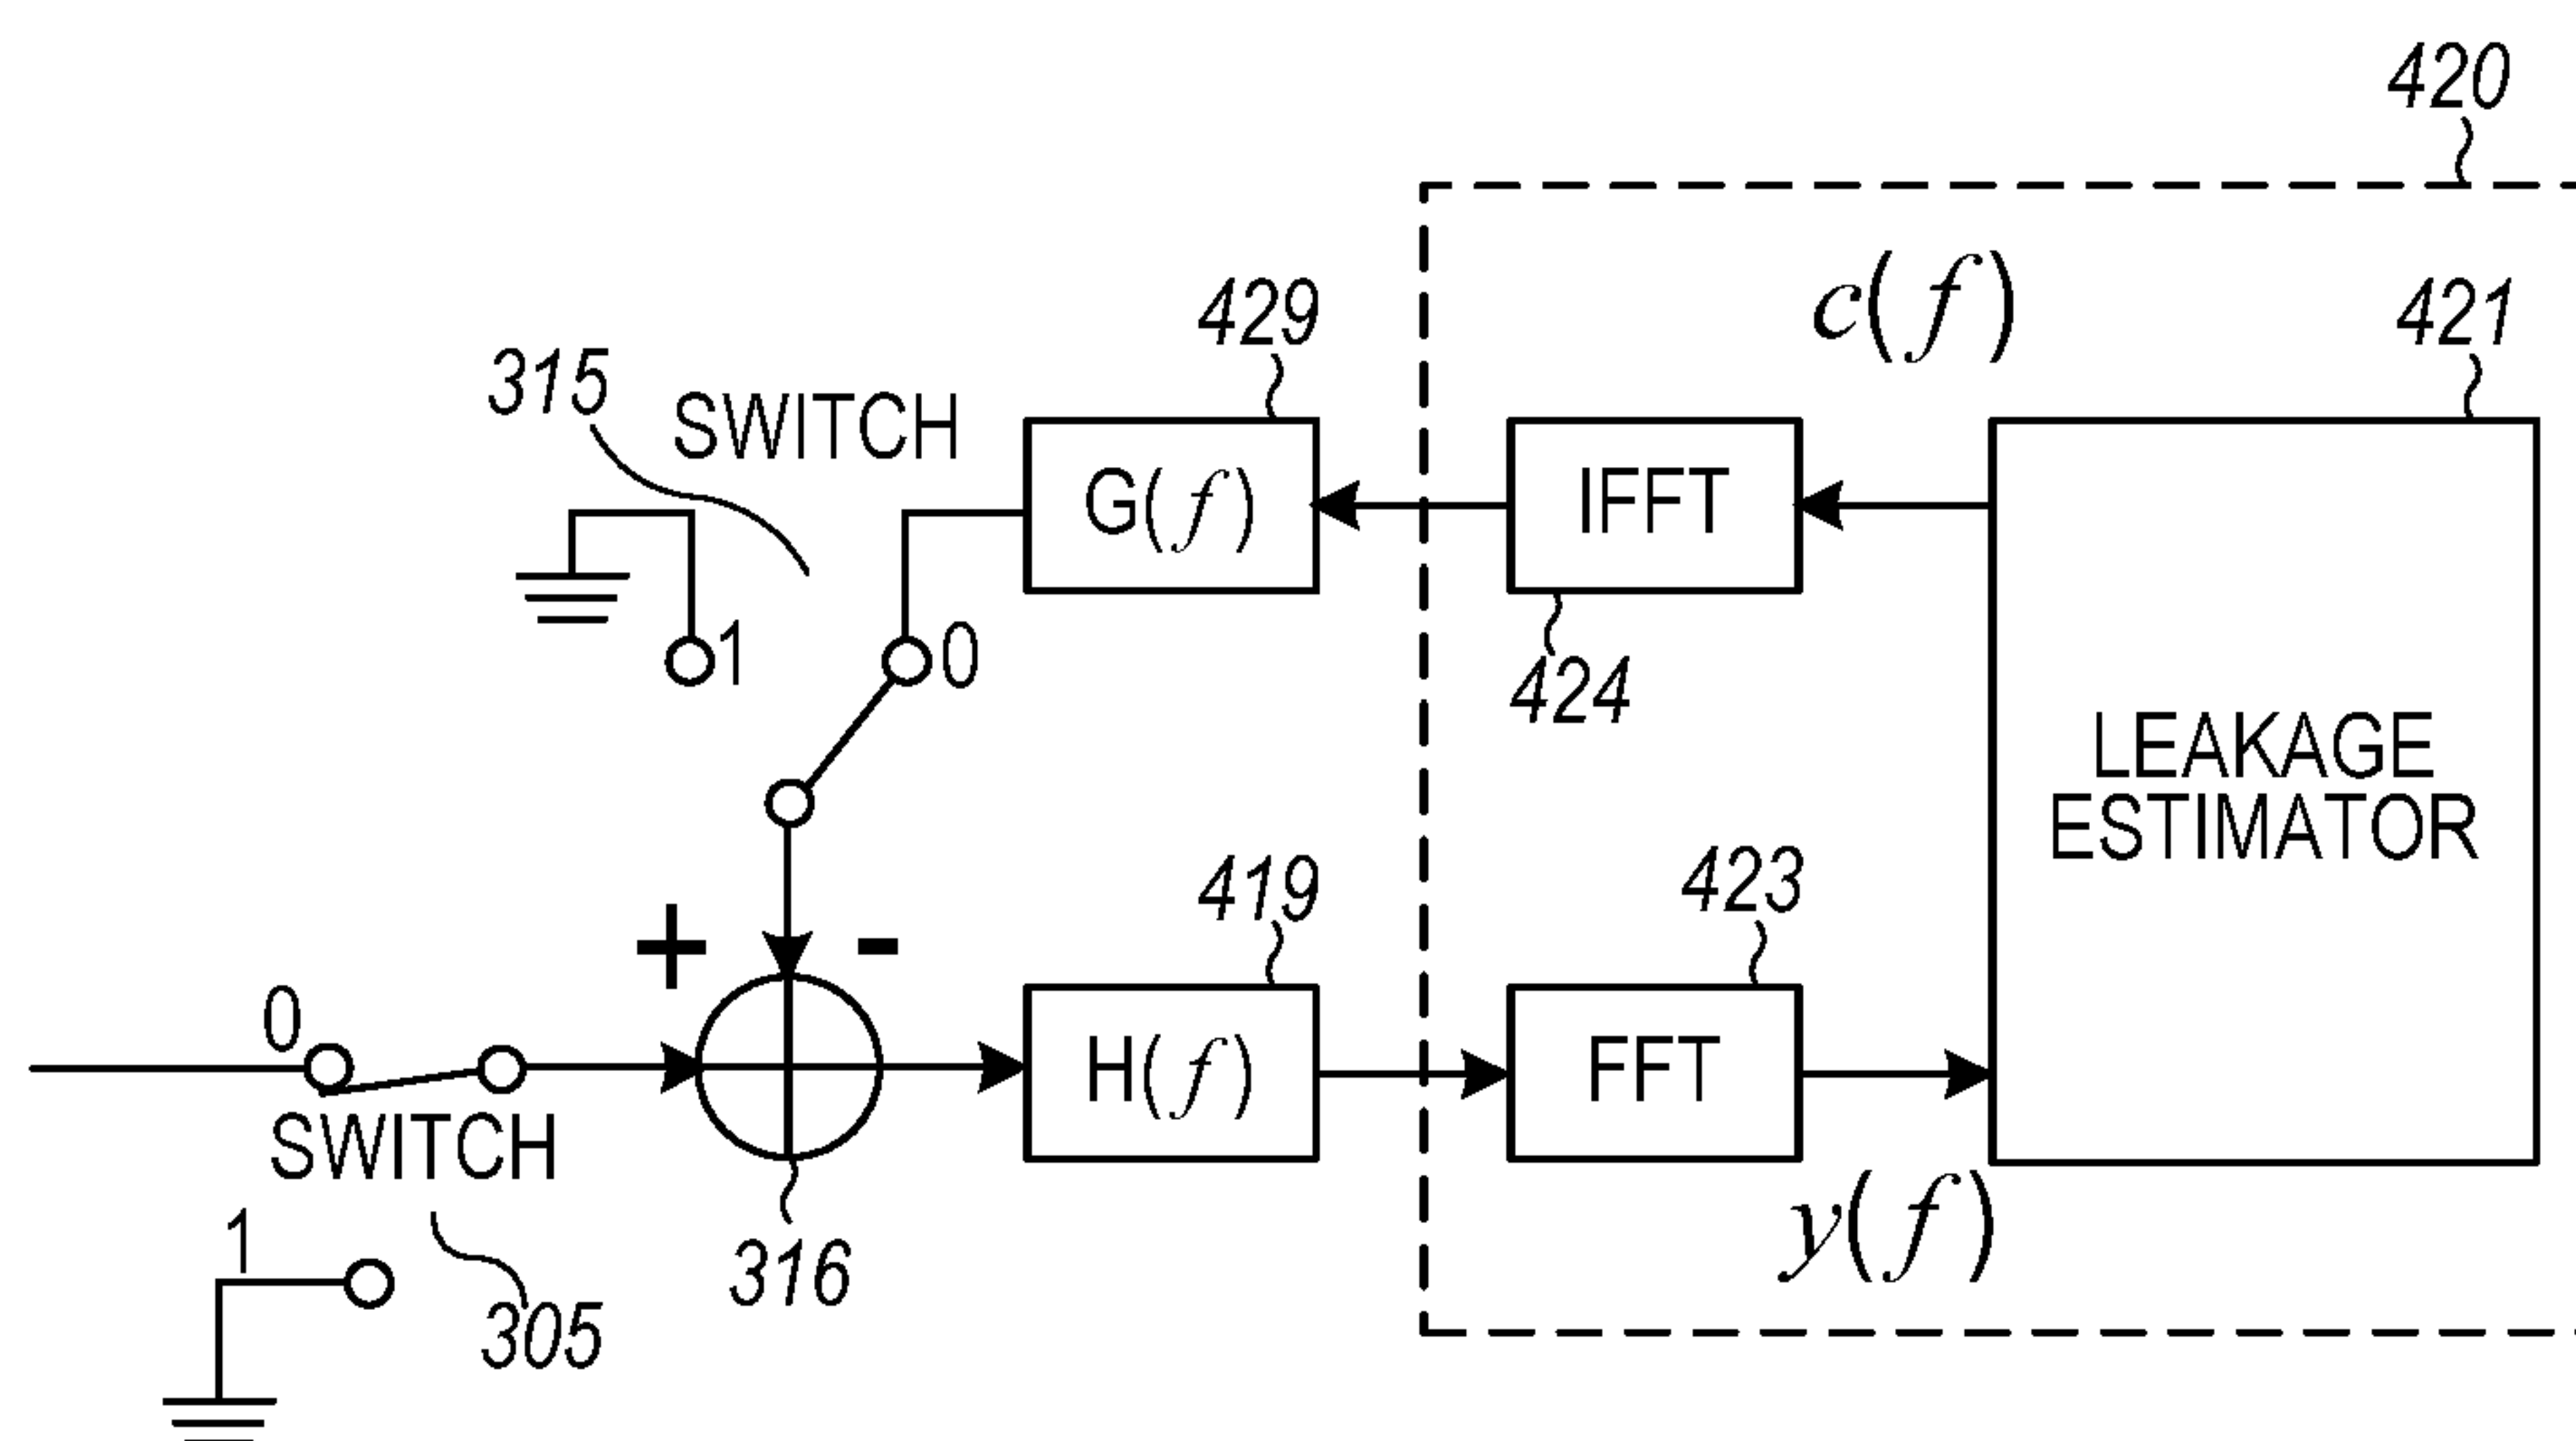 420
c(f)
429
421
315
SWITCH
G(f)
IFFT
1
0
424
LEAKAGE
ESTIMATOR
419
423
+
-
0
H(f)
FFT
SWITCH
y(f)
1
316
305